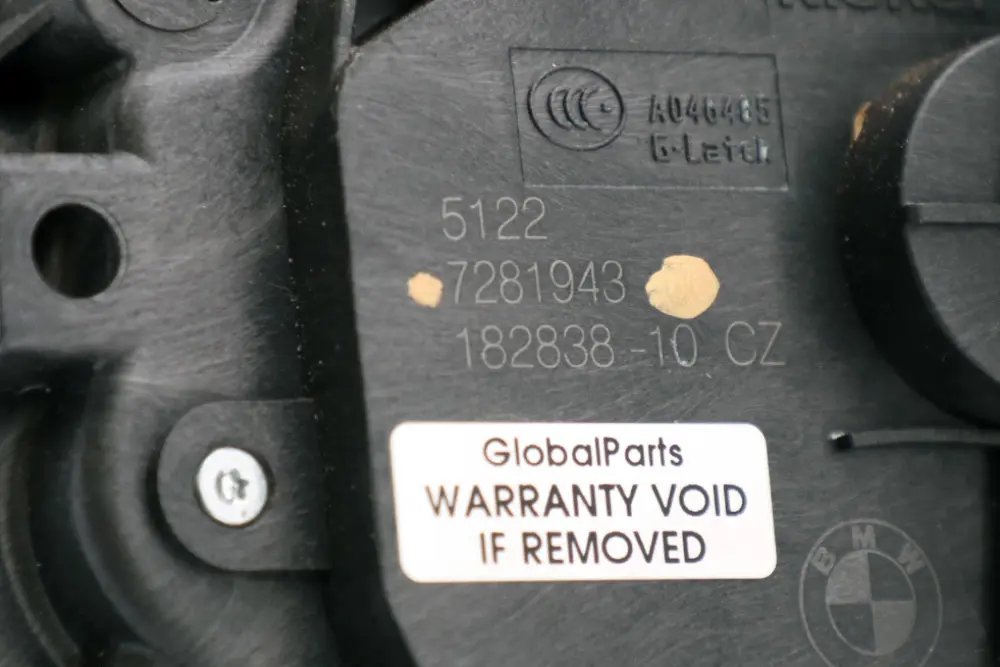 A046485
G·Latch
5122
7281943
182838-10 CZ
GlobalParts
WARRANTY VOID
IF REMOVED
BMW